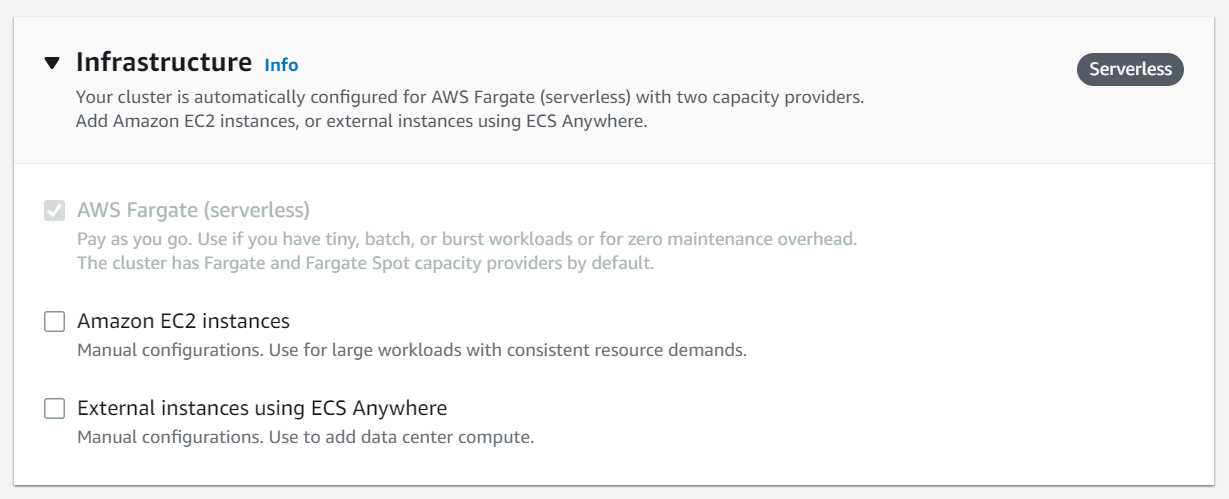 Infrastructure Info
Serverless
Your cluster is automatically configured for AWS Fargate (serverless) with two capacity providers.
Add Amazon EC2 instances, or external instances using ECS Anywhere.
AWS Fargate (serverless)
Pay as you go. Use if you have tiny, batch, or burst workloads or for zero maintenance overhead.
The cluster has Fargate and Fargate Spot capacity providers by default.
Amazon EC2 instances
Manual configurations. Use for large workloads with consistent resource demands.
External instances using ECS Anywhere
Manual configurations. Use to add data center compute.